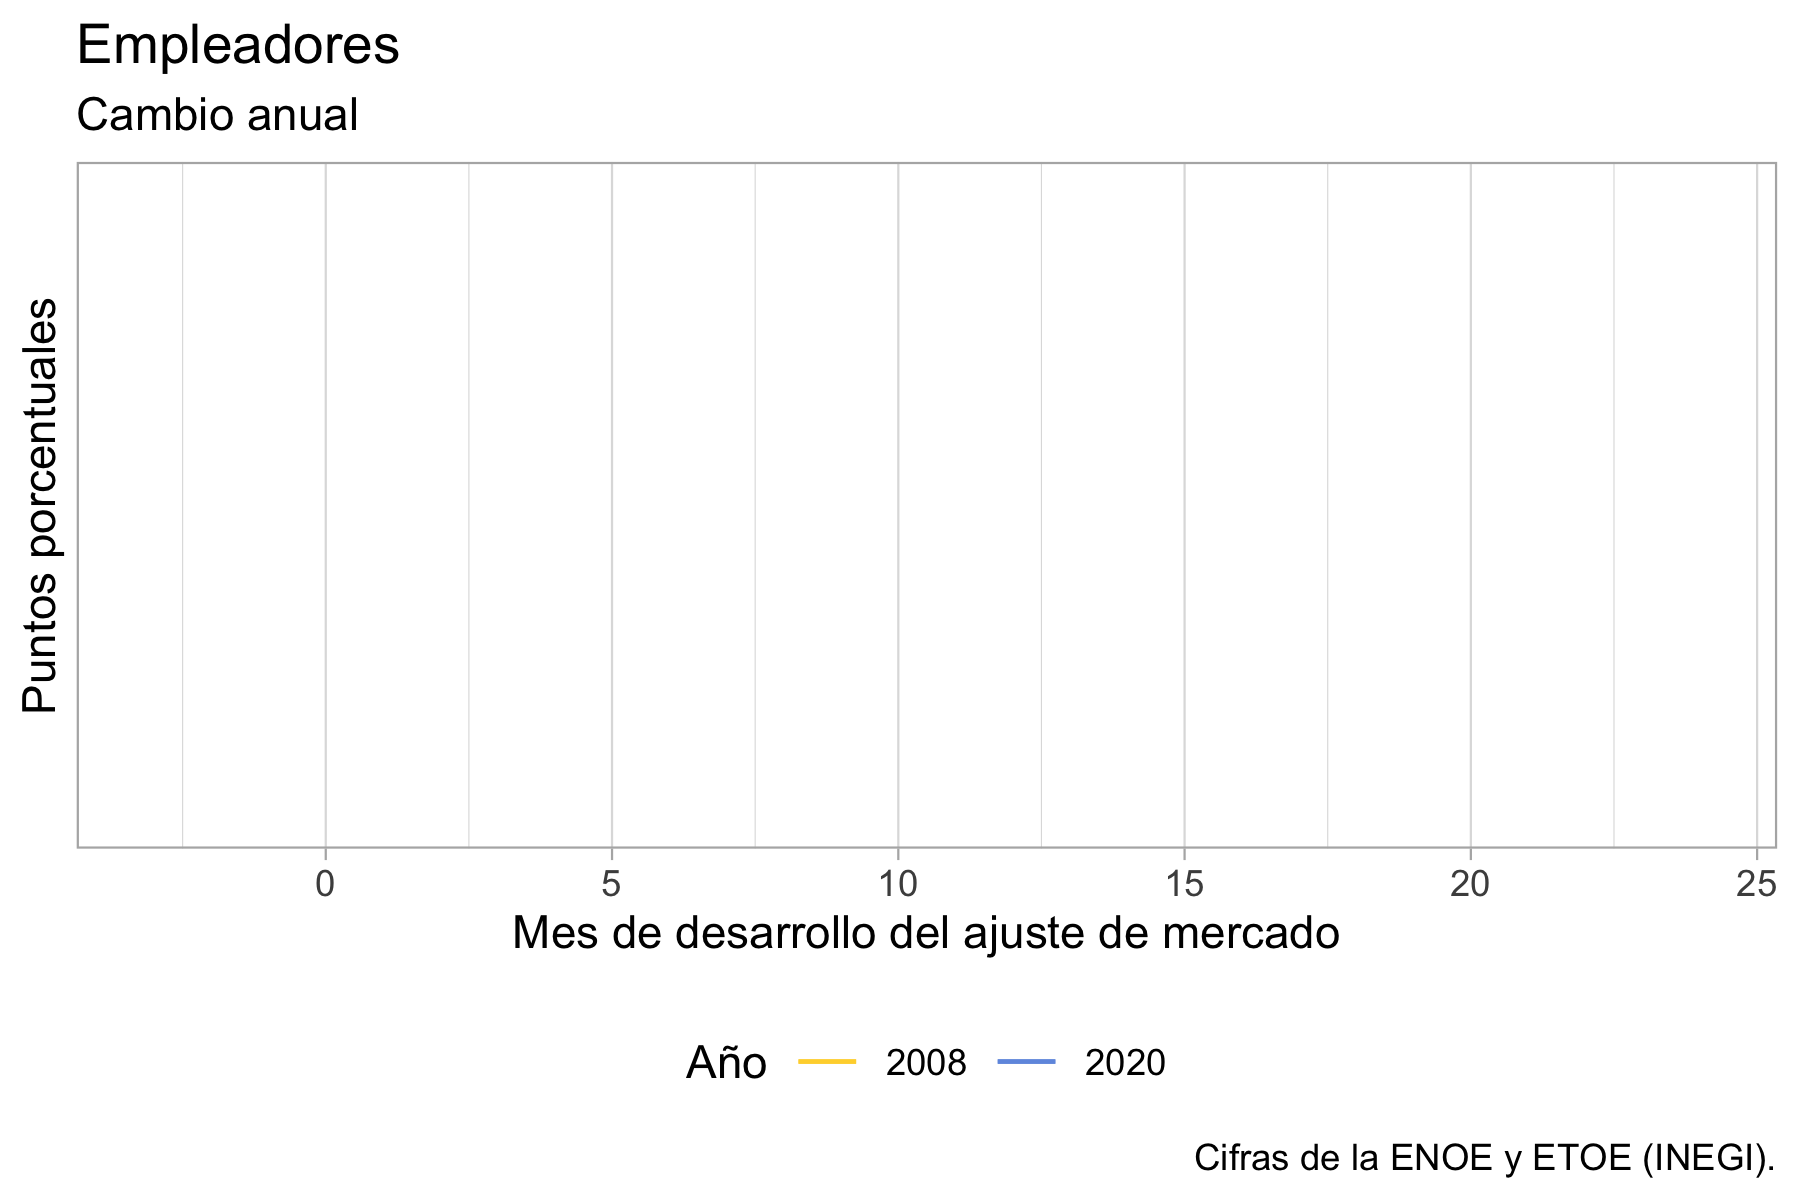 Empleadores
Cambio anual
Puntos porcentuales
0 5 10 15 20 25
Mes de desarrollo del ajuste de mercado
Año 2008 2020
Cifras de la ENOE y ETOE (INEGI).